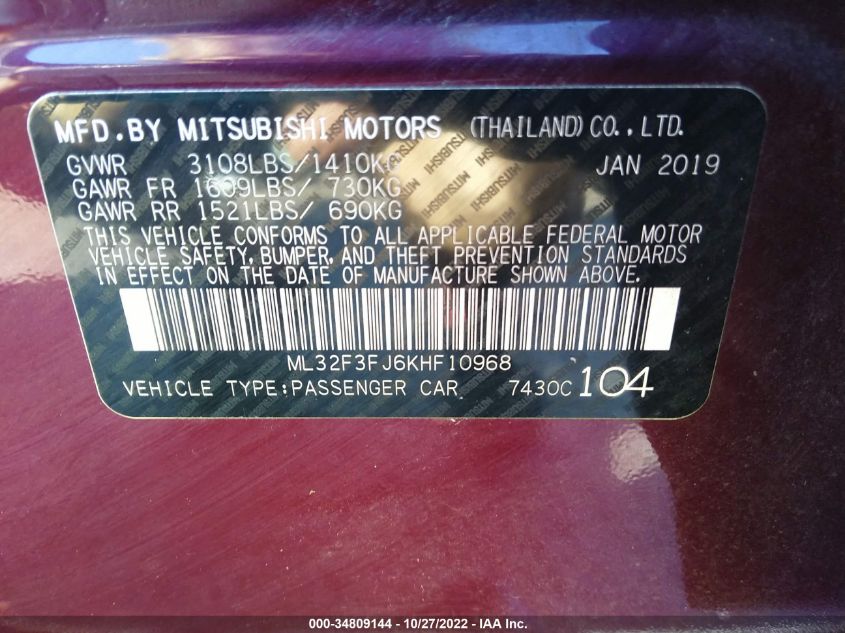 MFD.BY MITSUBISHI MOTORS (THAILAND)CO.,LTD.
GVWR 3108LBS/1410KG JAN 2019
GAWR FR 1609LBS/ 730KG
GAWR RR 1521LBS/ 690KG
THIS VEHICLE CONFORMS TO ALL APPLICABLE FEDERAL MOTOR
VEHICLE SAFETY, BUMPER, AND THEFT PREVENTION STANDARDS
IN EFFECT ON THE DATE OF MANUFACTURE SHOWN ABOVE.
ML32F3FJ6KHF10968
VEHICLE TYPE:PASSENGER CAR 7430C 104
000-34809144 - 10/27/2022 - IAA Inc.